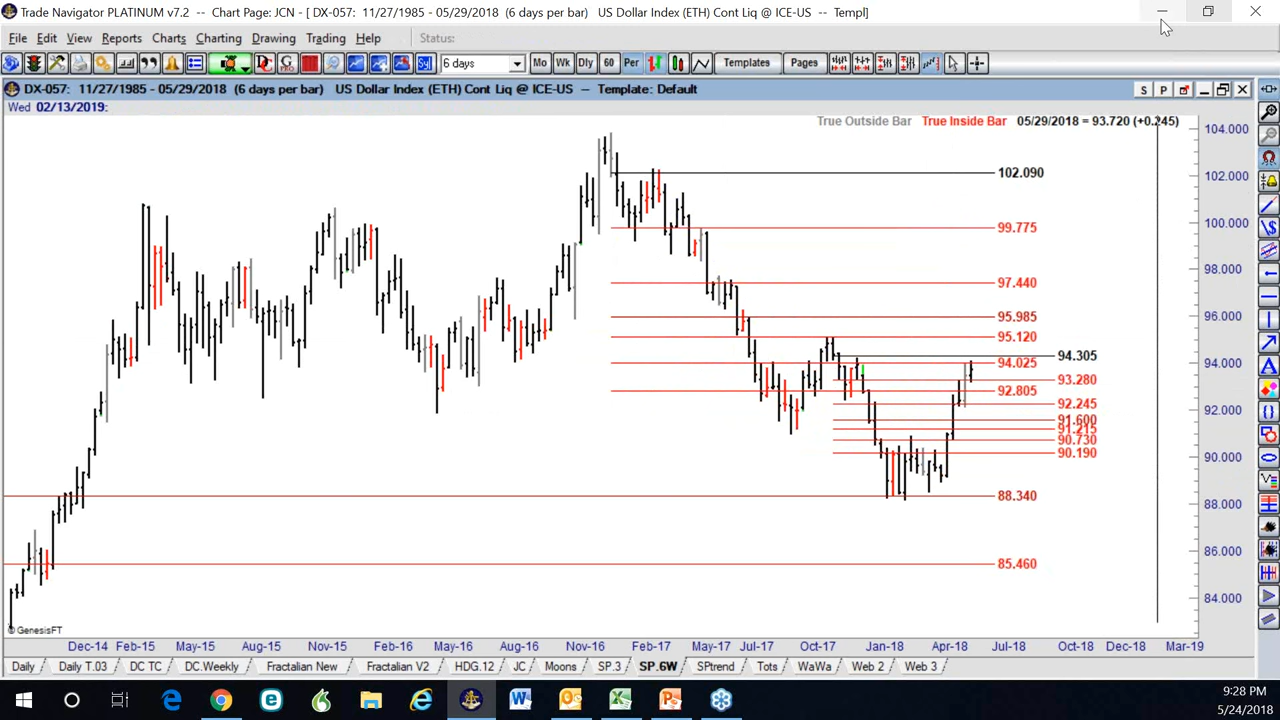 Trade Navigator PLATINUM v7.2 -- Chart Page: JCN - [ DX-057: 11/27/1985 - 05/29/2018 (6 days per bar) US Dollar Index (ETH) Cont Liq @ ICE-US -- Templ]
File Edit View Reports Charts Charting Drawing Trading Help Status:
6 days Mo Wk Dly 60 Per Templates Pages
DX-057: 11/27/1985 - 05/29/2018 (6 days per bar) US Dollar Index (ETH) Cont Liq @ ICE-US -- Template: Default S P
Wed 02/13/2019:
True Outside Bar True Inside Bar 05/29/2018 = 93.720 (+0.245)
104.000
102.090
102.000
99.775
100.000
98.000
97.440
95.985
96.000
95.120
94.305
94.025
94.000
93.280
92.805
92.245
92.000
91.600
91.215
90.730
90.190
90.000
88.340
88.000
86.000
85.460
84.000
© GenesisFT
Dec-14 Feb-15 May-15 Aug-15 Nov-15 Feb-16 May-16 Aug-16 Nov-16 Feb-17 May-17 Jul-17 Oct-17 Jan-18 Apr-18 Jul-18 Oct-18 Dec-18 Mar-19
Daily Daily T.03 DC TC DC.Weekly Fractalian New Fractalian V2 HDG.12 JC Moons SP.3 SP.6W SPtrend Tots WaWa Web 2 Web 3
9:28 PM
5/24/2018